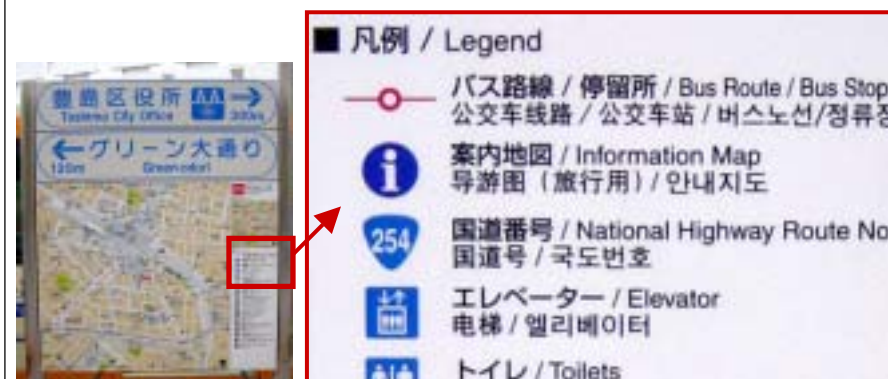 豊島区役所
Toshima City Office 300m
グリーン大通り
Green-odori
■ 凡例 / Legend
バス路線 / 停留所 / Bus Route / Bus Stop
公交车线路 / 公交车站 / 버스노선/정류장
案内地図 / Information Map
导游图（旅行用）/ 안내지도
254
国道番号 / National Highway Route No
国道号 / 국도번호
エレベーター / Elevator
电梯 / 엘리베이터
トイレ / Toilets